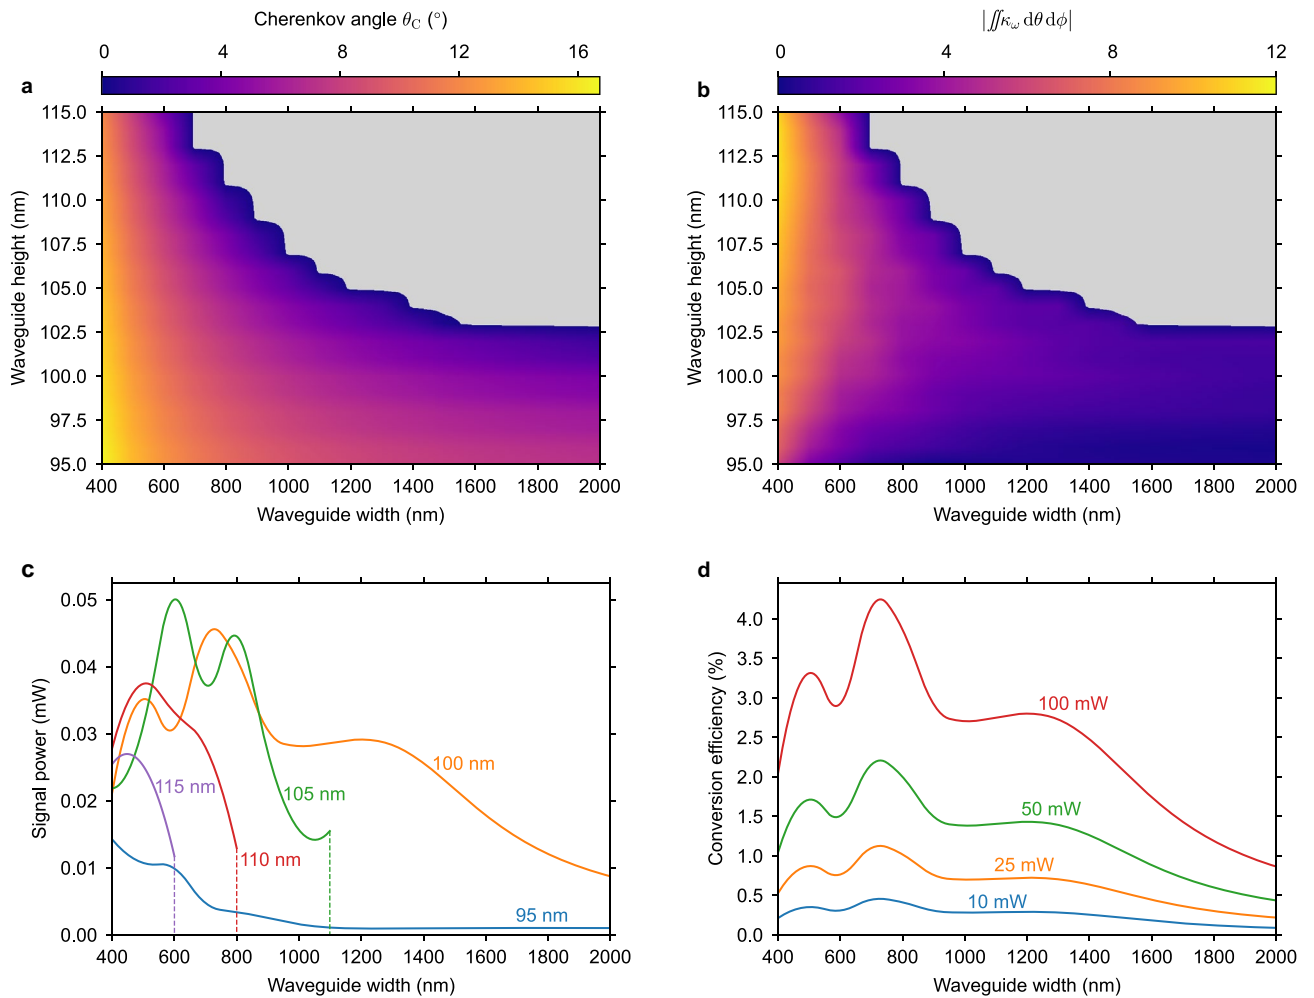 Cherenkov angle θC (°)
0 4 8 12 16
a
115.0
112.5
110.0
107.5
105.0
102.5
100.0
97.5
95.0
Waveguide height (nm)
400 600 800 1000 1200 1400 1600 1800 2000
Waveguide width (nm)
|∬κω dθ dϕ|
0 4 8 12
b
115.0
112.5
110.0
107.5
105.0
102.5
100.0
97.5
95.0
Waveguide height (nm)
400 600 800 1000 1200 1400 1600 1800 2000
Waveguide width (nm)
c
0.05
0.04
0.03
0.02
0.01
0.00
Signal power (mW)
100 nm
115 nm
105 nm
110 nm
95 nm
400 600 800 1000 1200 1400 1600 1800 2000
Waveguide width (nm)
d
4.0
3.5
3.0
2.5
2.0
1.5
1.0
0.5
0.0
Conversion efficiency (%)
100 mW
50 mW
25 mW
10 mW
400 600 800 1000 1200 1400 1600 1800 2000
Waveguide width (nm)